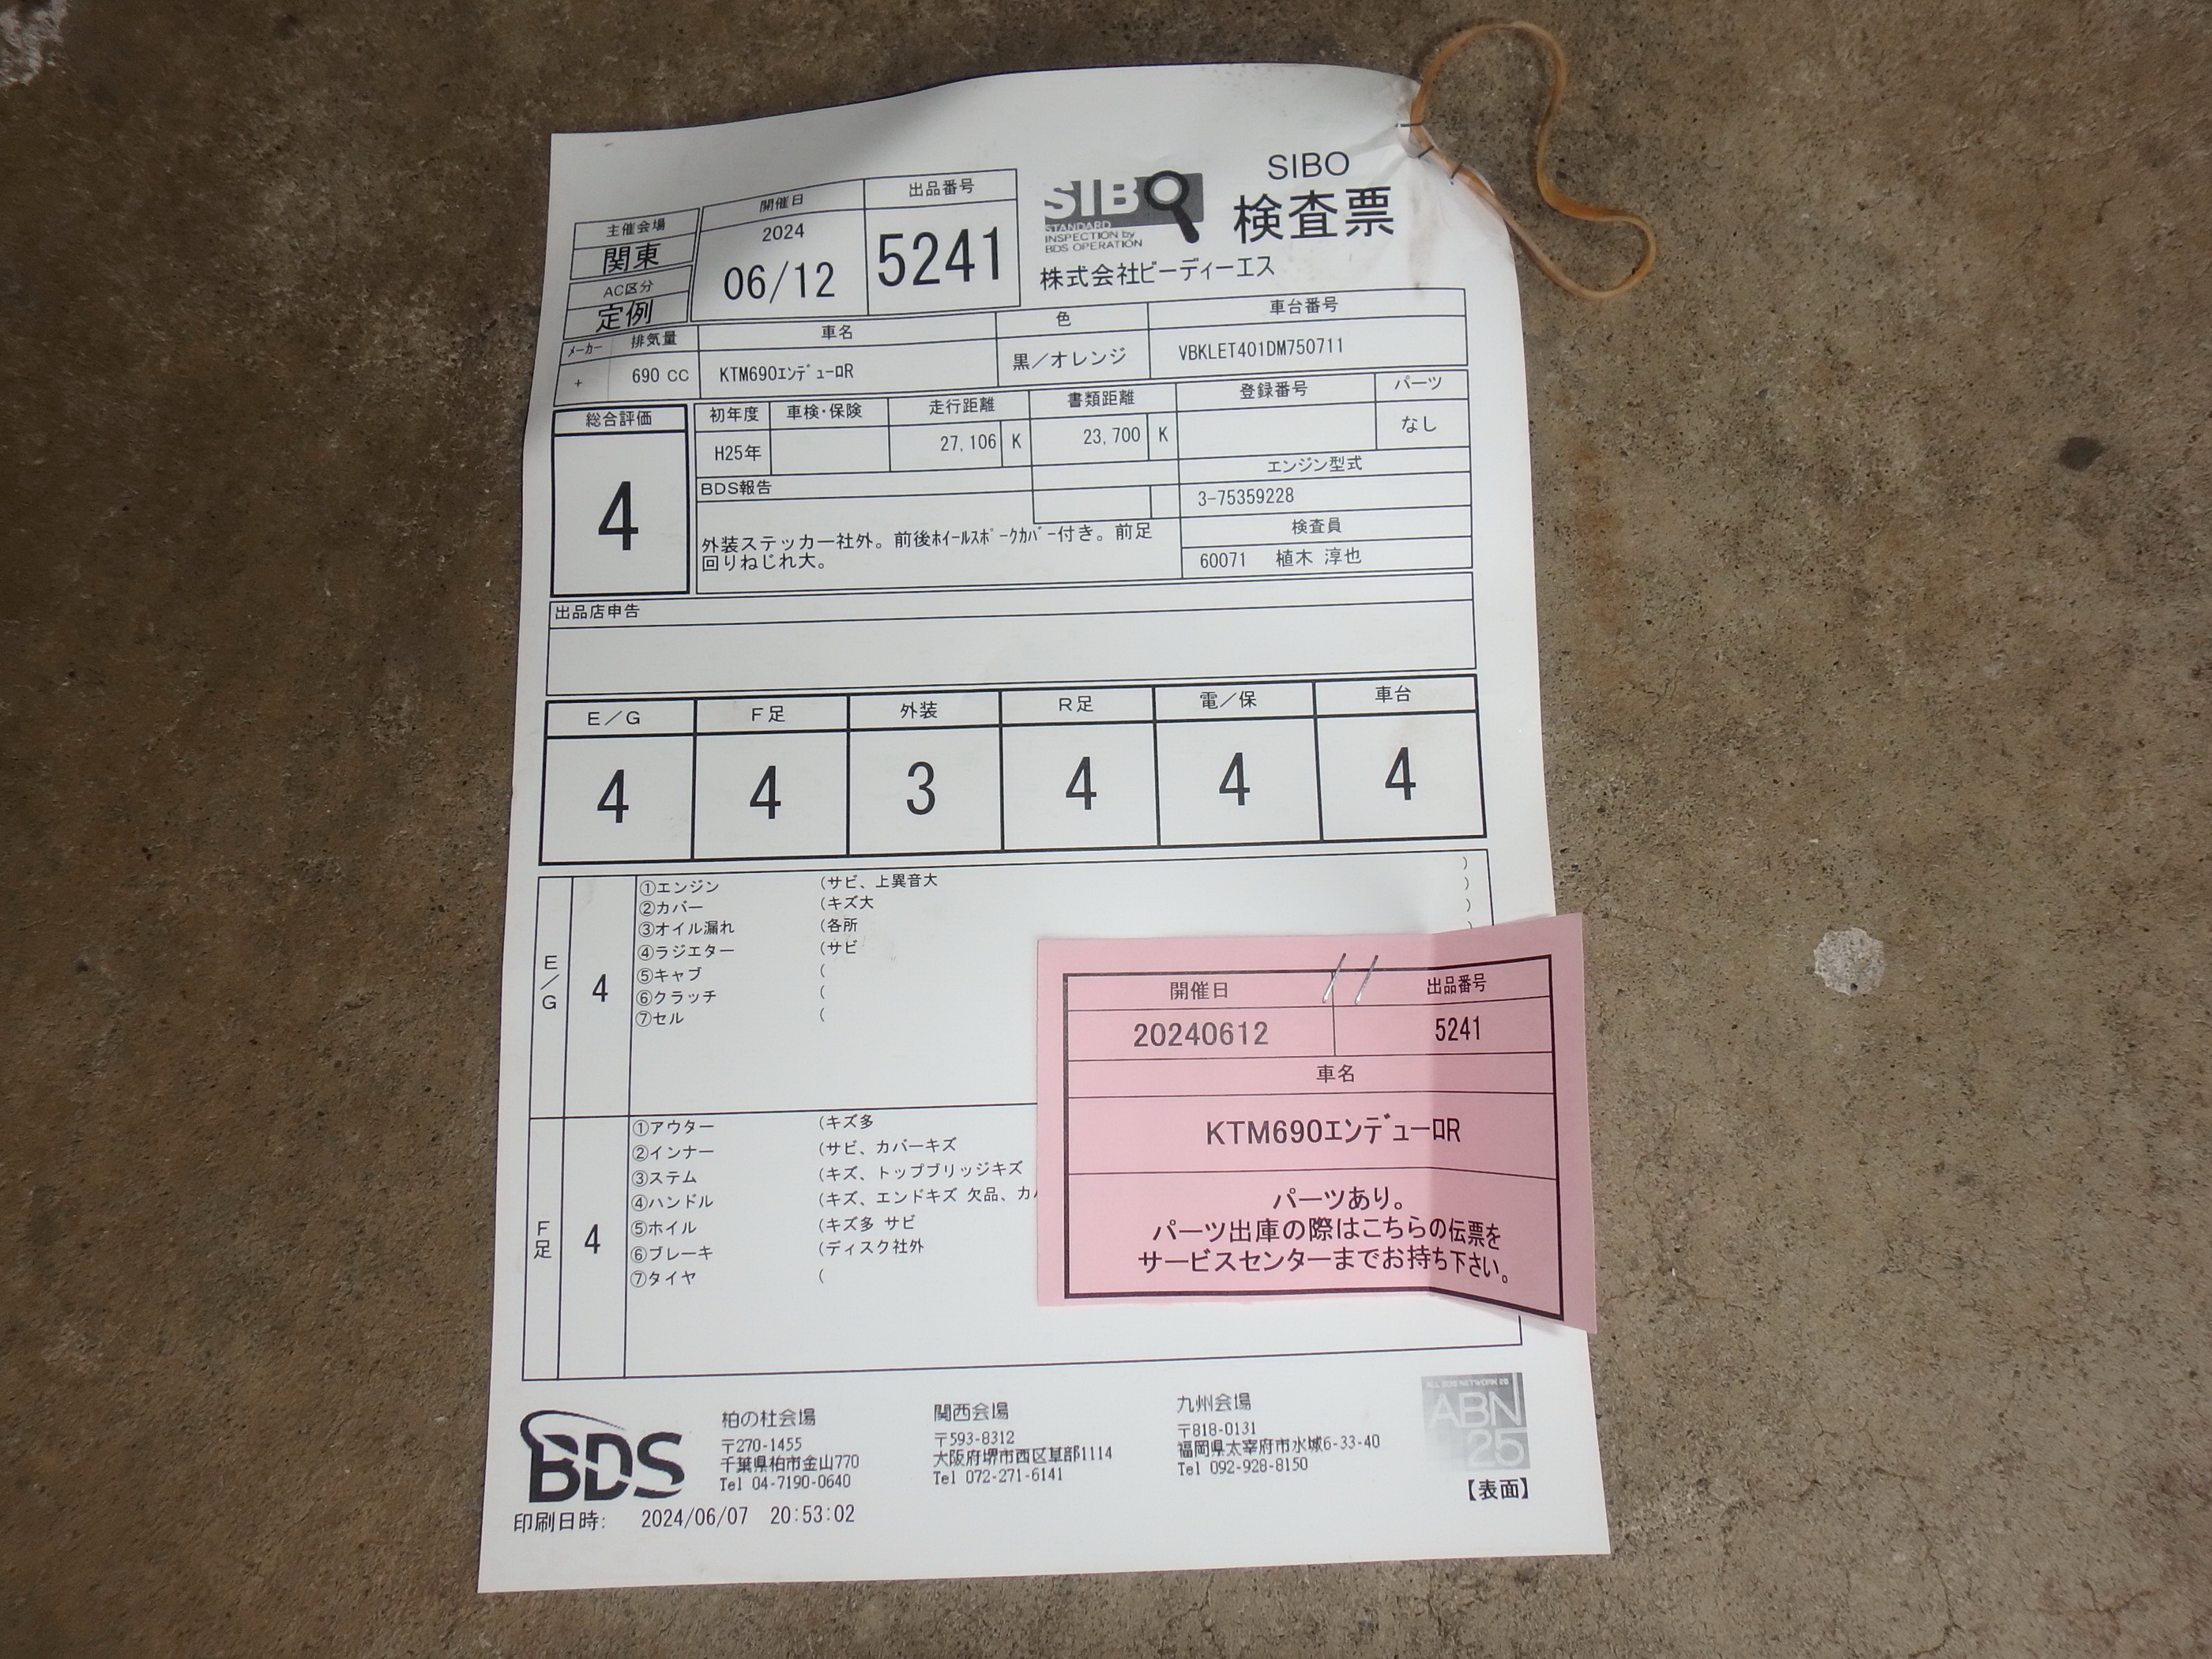 主催会場
関東
AC区分
定例
開催日
2024
06/12
出品番号
5241
SIBO
STANDARD
INSPECTION by
BDS OPERATION
SIBO
検査票
株式会社ビーディーエス
メーカー
+
排気量
690 CC
車名
KTM690エンデューロR
色
黒/オレンジ
車台番号
VBKLET401DM750711
総合評価
4
初年度
H25年
車検・保険
走行距離
27,106 K
書類距離
23,700 K
登録番号
パーツ
なし
BDS報告
外装ステッカー社外。前後ホイールスポークカバー付き。前足
回りねじれ大。
エンジン型式
3-75359228
検査員
60071 植木 淳也
出品店申告
E/G
F足
外装
R足
電/保
車台
4
4
3
4
4
4
E/G
4
①エンジン (サビ、上異音大 )
②カバー (キズ大 )
③オイル漏れ (各所 )
④ラジエター (サビ )
⑤キャブ (
⑥クラッチ (
⑦セル (
F足
4
①アウター (キズ多
②インナー (サビ、カバーキズ
③ステム (キズ、トップブリッジキズ
④ハンドル (キズ、エンドキズ 欠品、カ
⑤ホイル (キズ多 サビ
⑥ブレーキ (ディスク社外
⑦タイヤ (
開催日
20240612
出品番号
5241
車名
KTM690エンデューロR
パーツあり。
パーツ出庫の際はこちらの伝票を
サービスセンターまでお持ち下さい。
BDS
柏の杜会場
〒270-1455
千葉県柏市金山770
Tel 04-7190-0640
関西会場
〒593-8312
大阪府堺市西区草部1114
Tel 072-271-6141
九州会場
〒818-0131
福岡県太宰府市水城6-33-40
Tel 092-928-8150
ABN
25
【表面】
印刷日時: 2024/06/07 20:53:02